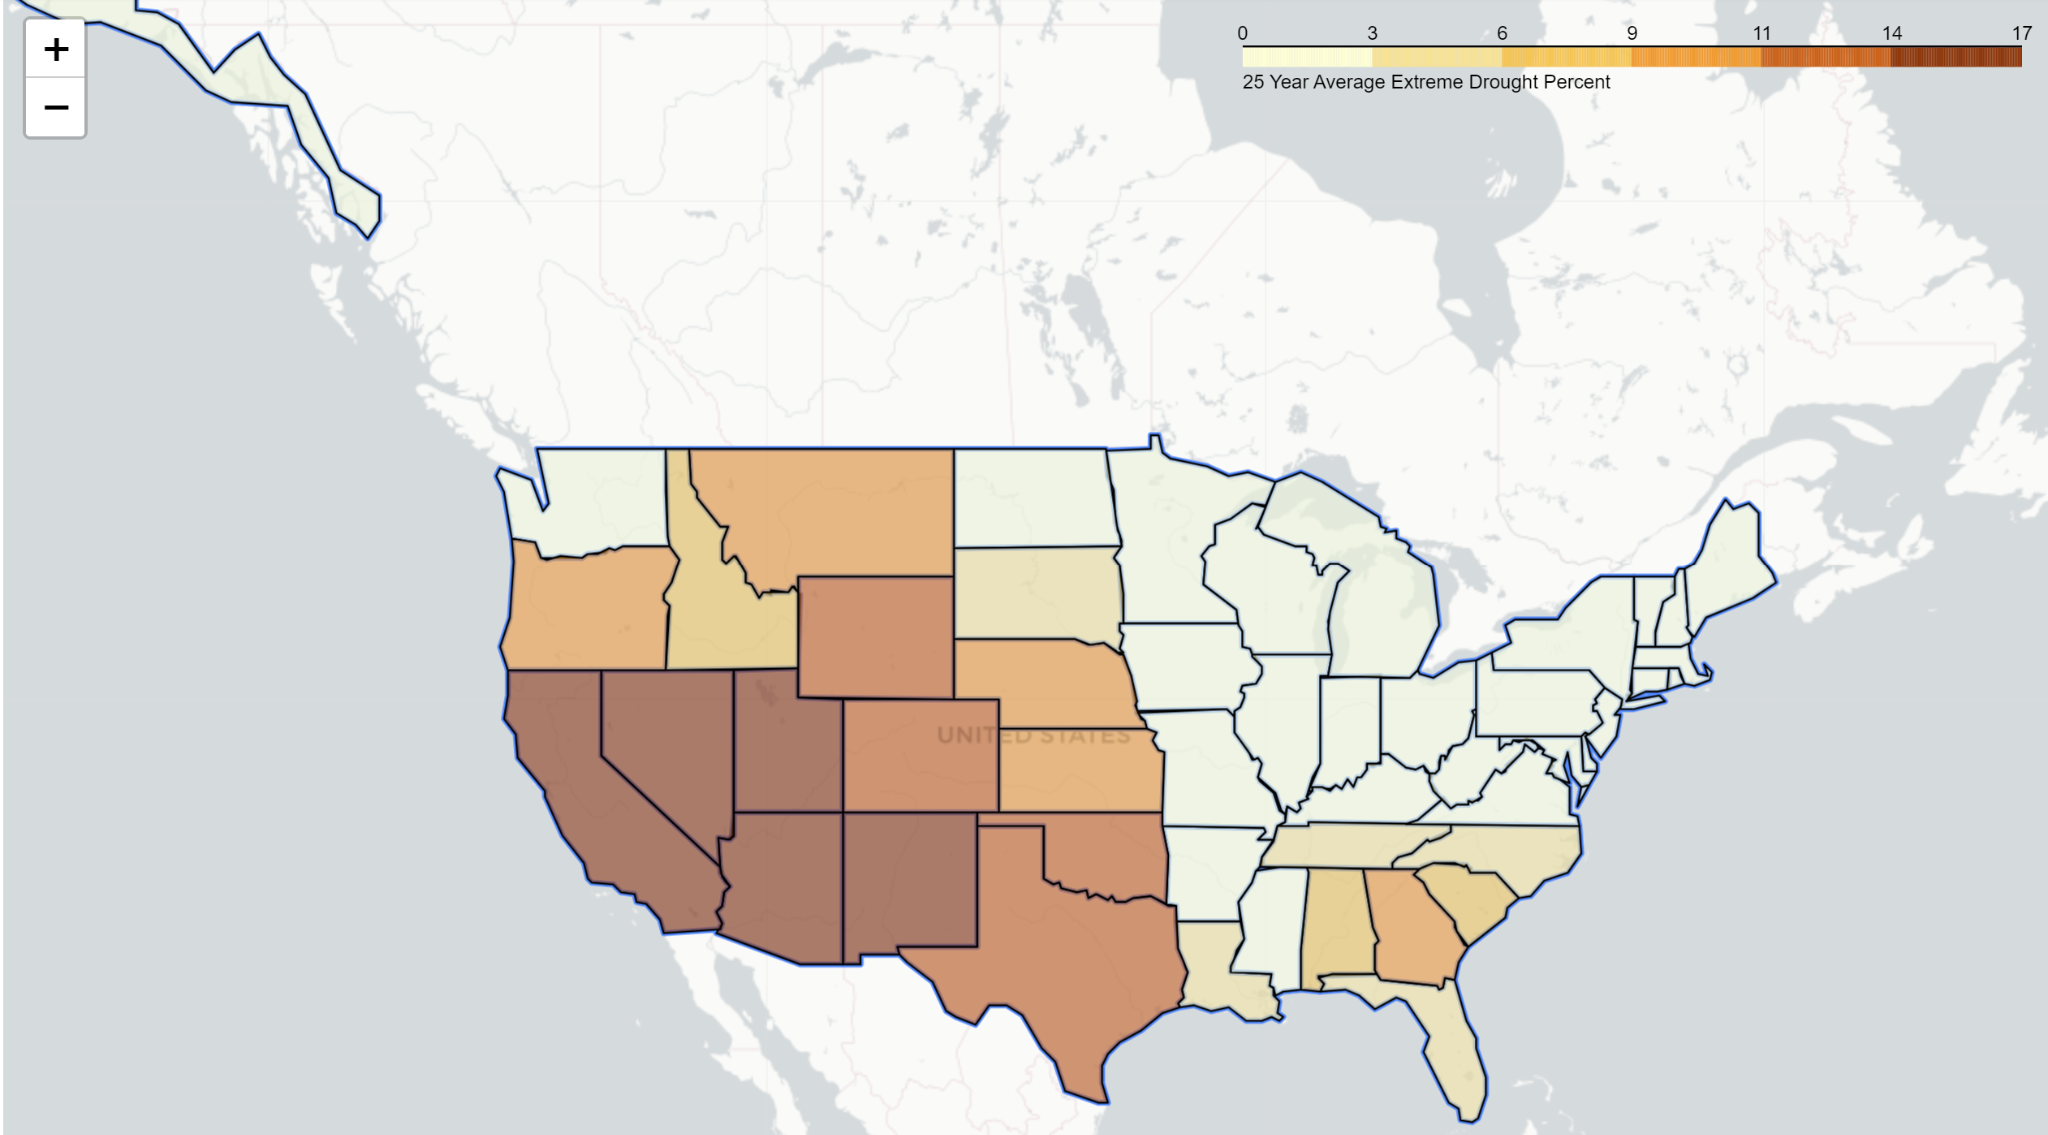 +
−
0 3 6 9 11 14 17
25 Year Average Extreme Drought Percent
UNITED STATES